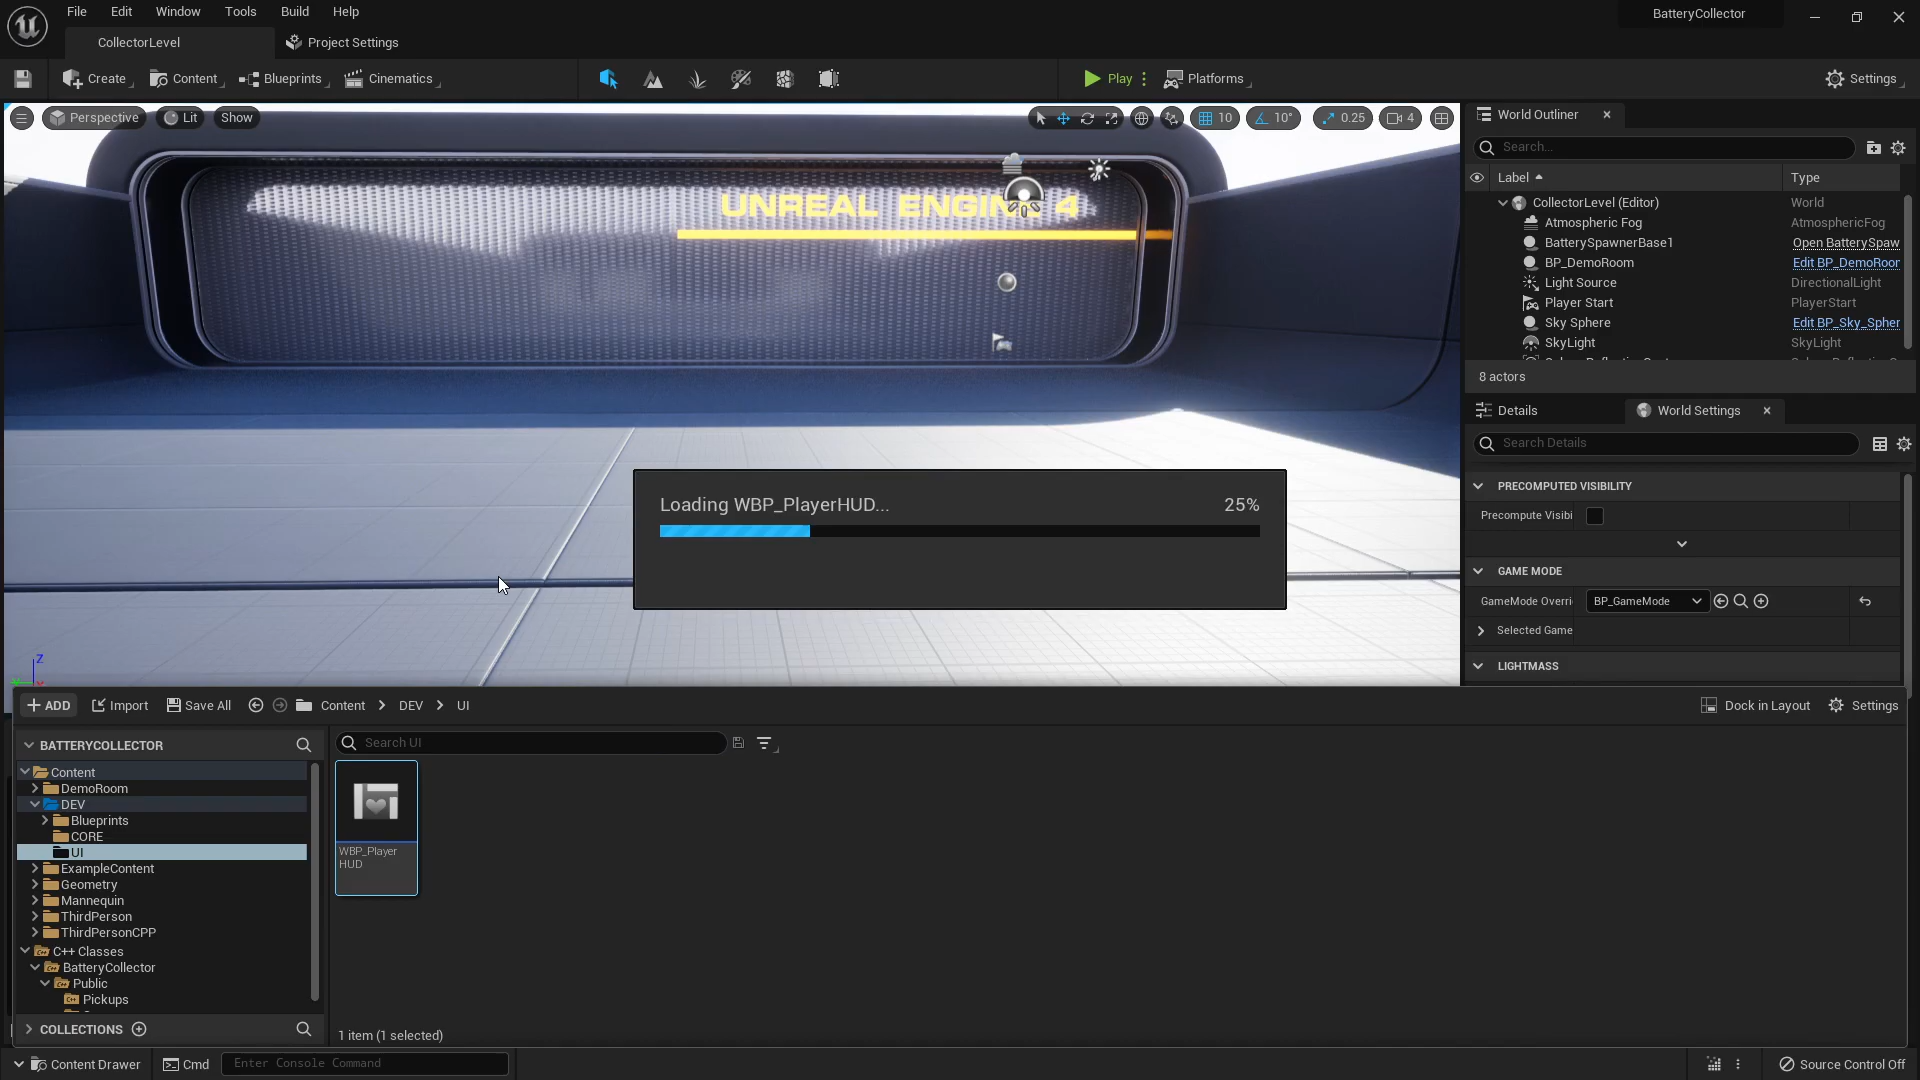 File Edit Window Tools Build Help
BatteryCollector
CollectorLevel
Project Settings
Create
Content
Blueprints
Cinematics
Play
Platforms
Settings
Perspective
Lit
Show
10
10°
0.25
4
UNREAL ENGINE 4
World Outliner
Search...
Label
Type
CollectorLevel (Editor) World
Atmospheric Fog AtmosphericFog
BatterySpawnerBase1 Open BatterySpaw
BP_DemoRoom Edit BP_DemoRoor
Light Source DirectionalLight
Player Start PlayerStart
Sky Sphere Edit BP_Sky_Spher
SkyLight SkyLight
8 actors
Details
World Settings
Search Details
PRECOMPUTED VISIBILITY
Precompute Visibi
GAME MODE
GameMode Overri BP_GameMode
Selected Game
LIGHTMASS
Loading WBP_PlayerHUD... 25%
Z
ADD
Import
Save All
Content
DEV
UI
Dock in Layout
Settings
BATTERYCOLLECTOR
Search UI
Content
DemoRoom
DEV
Blueprints
CORE
UI
ExampleContent
Geometry
Mannequin
ThirdPerson
ThirdPersonCPP
C++ Classes
BatteryCollector
Public
Pickups
WBP_Player
HUD
COLLECTIONS
1 item (1 selected)
Content Drawer
Cmd
Enter Console Command
Source Control Off